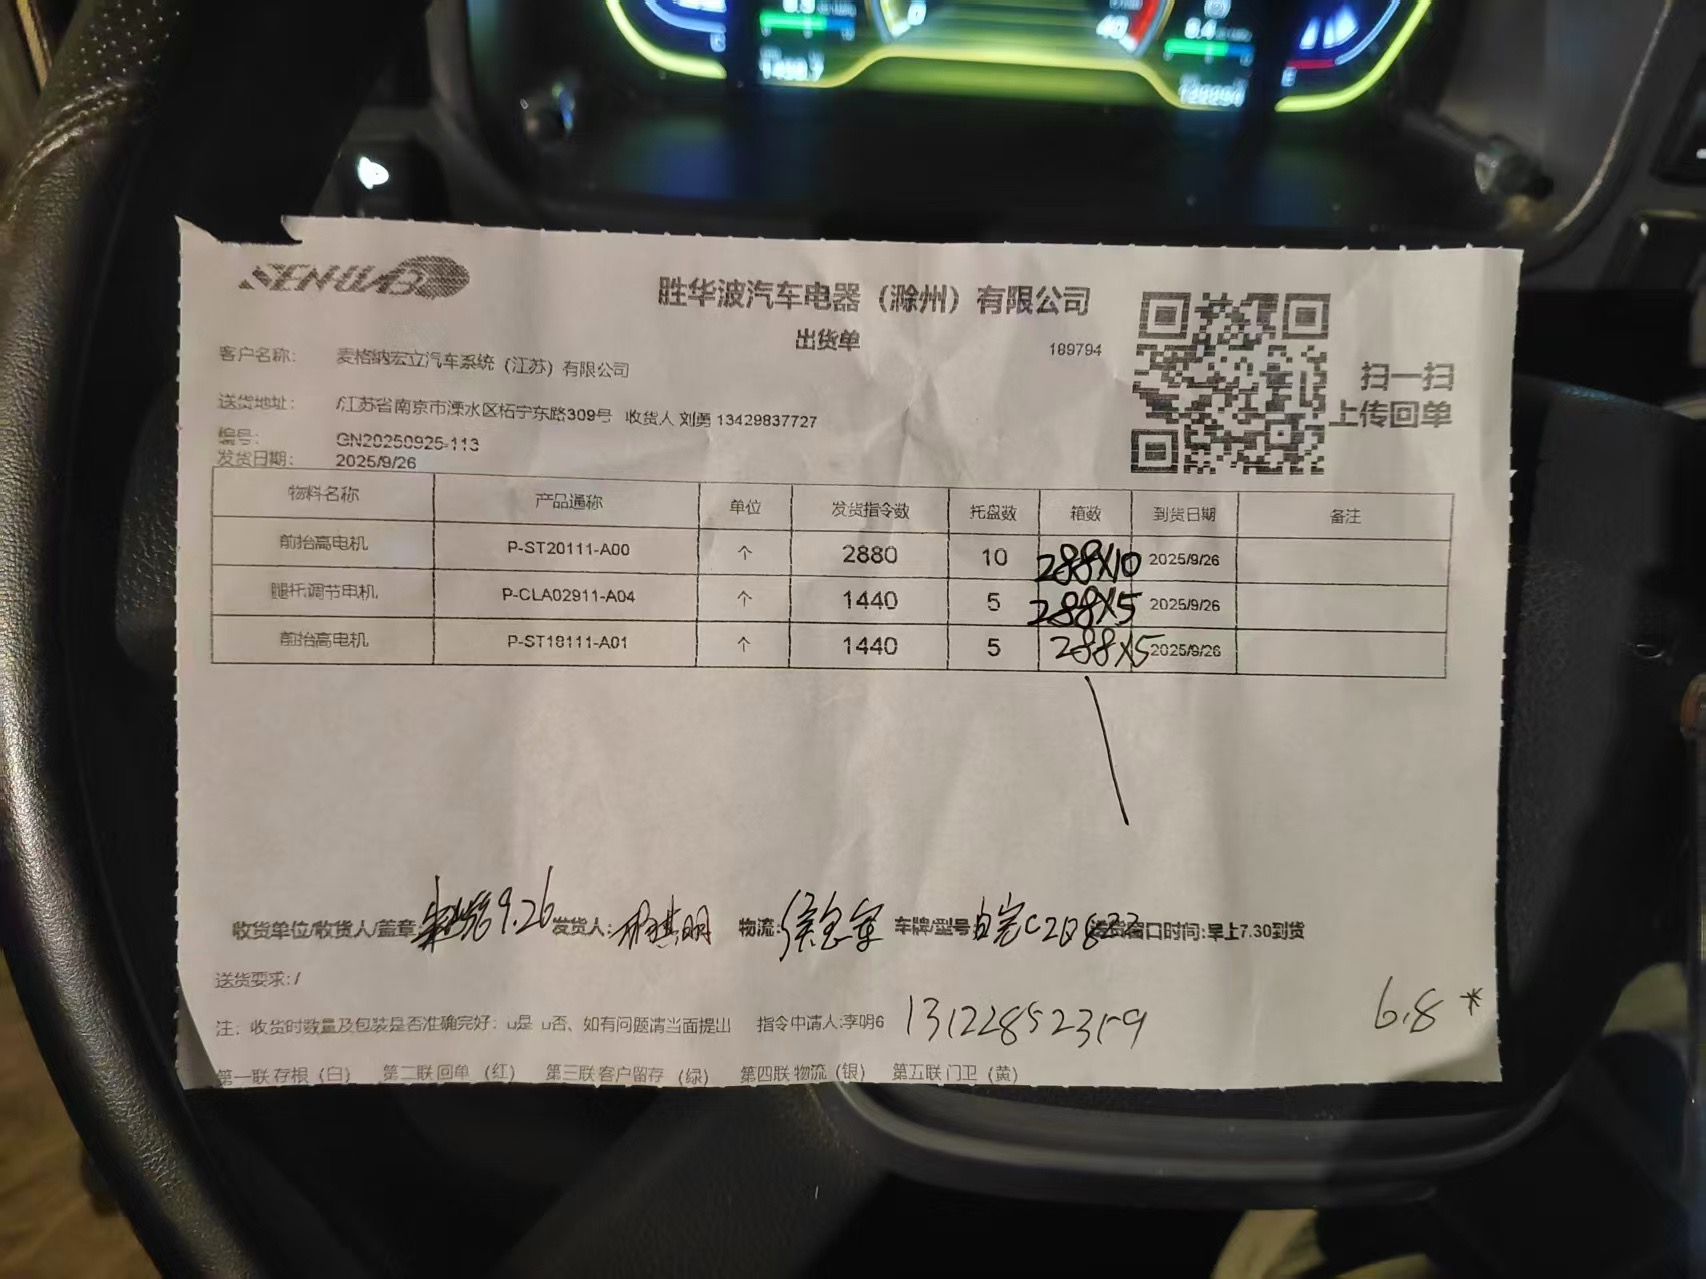 SENHUABO
胜华波汽车电器（滁州）有限公司
出货单
189794
扫一扫
上传回单
客户名称： 麦格纳宏立汽车系统（江苏）有限公司
送货地址： /江苏省南京市溧水区柘宁东路309号 收货人 刘勇 13429837727
编号： GN20250925-113
发货日期： 2025/9/26
物料名称 产品通称 单位 发货指令数 托盘数 箱数 到货日期 备注
前抬高电机 P-ST20111-A00 个 2880 10 288X10 2025/9/26
腿托调节电机 P-CLA02911-A04 个 1440 5 288X5 2025/9/26
前抬高电机 P-ST18111-A01 个 1440 5 288X5 2025/9/26
收货单位/收货人/盖章: 9.26 发货人: 物流: 车牌/型号 送货窗口时间:早上7.30到货
送货要求:/
6.8*
注：收货时数量及包装是否准确完好：u是 u否、如有问题请当面提出 指令申请人:李明6 13122852319
第一联 存根（白） 第二联 回单（红） 第三联 客户留存（绿） 第四联 物流（银） 第五联 门卫（黄）